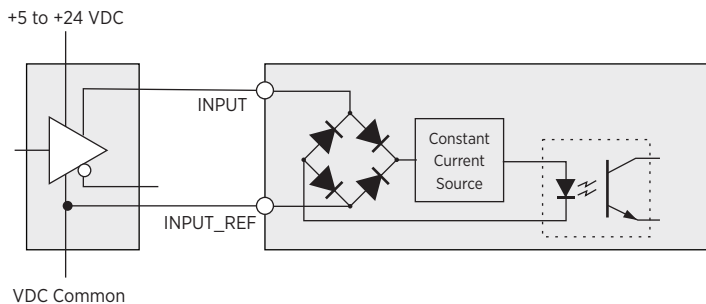 +5 to +24 VDC
INPUT
Constant
Current
Source
INPUT_REF
VDC Common